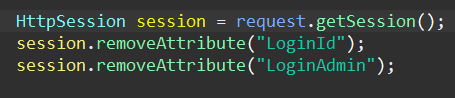 HttpSession session = request.getSession();
session.removeAttribute("LoginId");
session.removeAttribute("LoginAdmin");